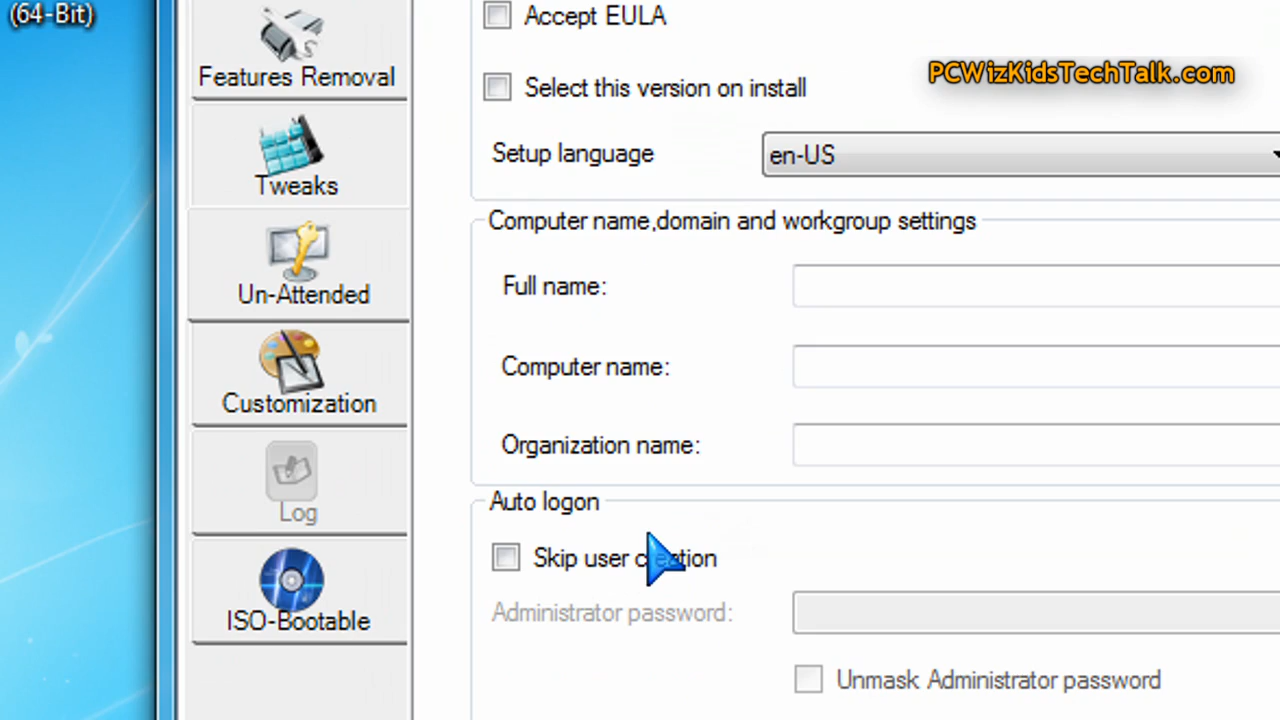 (64-Bit)
Features Removal
Tweaks
Un-Attended
Customization
Log
ISO-Bootable
PCWizKidsTechTalk.com
Accept EULA
Select this version on install
Setup language en-US
Computer name,domain and workgroup settings
Full name:
Computer name:
Organization name:
Auto logon
Skip user creation
Administrator password:
Unmask Administrator password